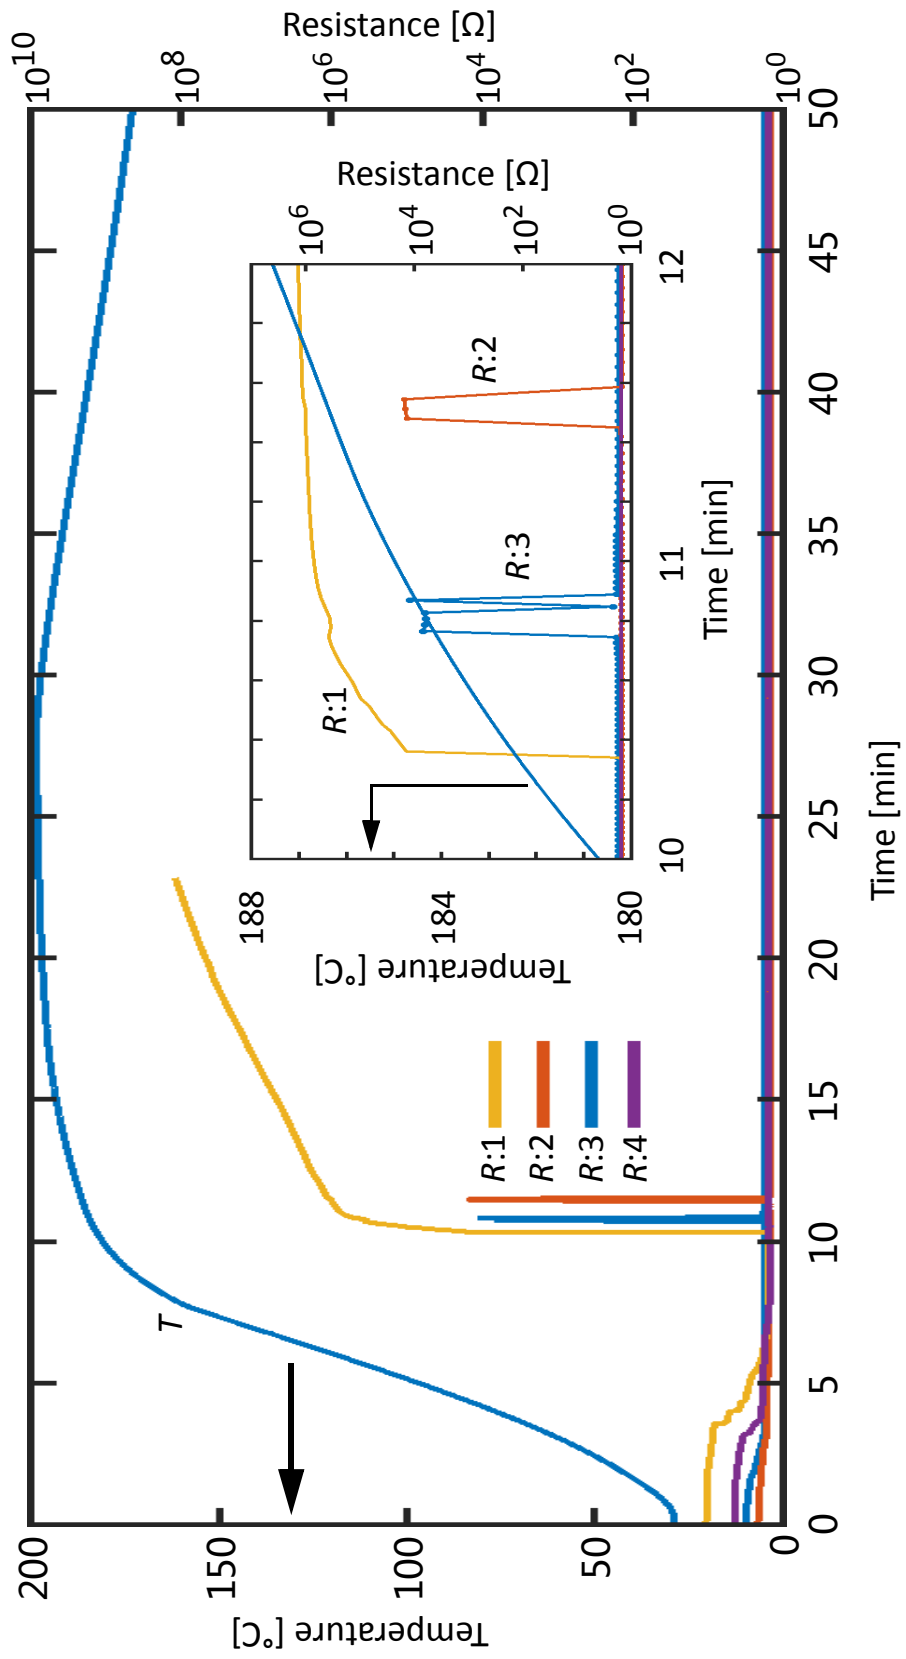 Temperature [°C]
200
150
100
50
0
Resistance [Ω]
10^10
10^8
10^6
10^4
10^2
10^0
0
5
10
15
20
25
30
35
40
45
50
Time [min]
T
R:1
R:2
R:3
R:4
Temperature [°C]
188
184
180
Resistance [Ω]
10^6
10^4
10^2
10^0
10
11
12
Time [min]
R:1
R:3
R:2